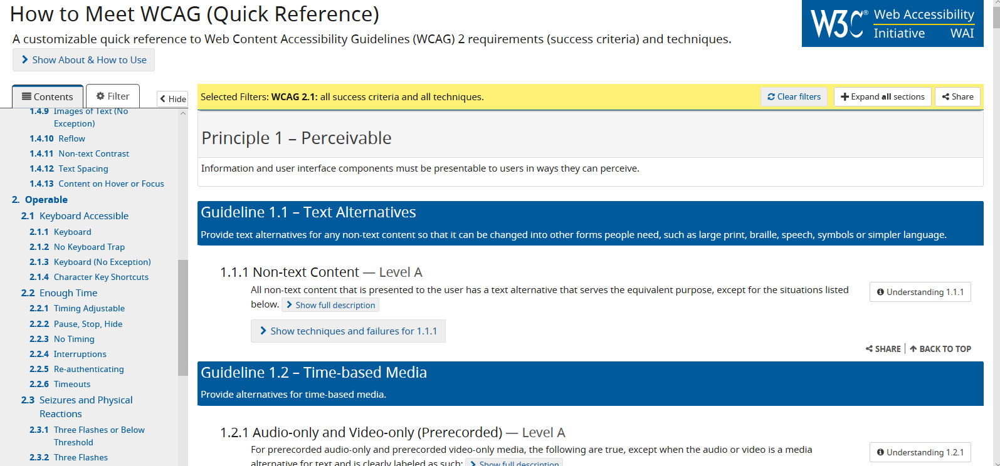 How to Meet WCAG (Quick Reference)
A customizable quick reference to Web Content Accessibility Guidelines (WCAG) 2 requirements (success criteria) and techniques.
Show About & How to Use
W3C® Web Accessibility
Initiative WAI
Contents
Filter
Hide
1.4.9 Images of Text (No
Exception)
1.4.10 Reflow
1.4.11 Non-text Contrast
1.4.12 Text Spacing
1.4.13 Content on Hover or Focus
2. Operable
2.1 Keyboard Accessible
2.1.1 Keyboard
2.1.2 No Keyboard Trap
2.1.3 Keyboard (No Exception)
2.1.4 Character Key Shortcuts
2.2 Enough Time
2.2.1 Timing Adjustable
2.2.2 Pause, Stop, Hide
2.2.3 No Timing
2.2.4 Interruptions
2.2.5 Re-authenticating
2.2.6 Timeouts
2.3 Seizures and Physical
Reactions
2.3.1 Three Flashes or Below
Threshold
2.3.2 Three Flashes
Selected Filters: WCAG 2.1: all success criteria and all techniques.
Clear filters
Expand all sections
Share
Principle 1 – Perceivable
Information and user interface components must be presentable to users in ways they can perceive.
Guideline 1.1 – Text Alternatives
Provide text alternatives for any non-text content so that it can be changed into other forms people need, such as large print, braille, speech, symbols or simpler language.
1.1.1 Non-text Content — Level A
All non-text content that is presented to the user has a text alternative that serves the equivalent purpose, except for the situations listed
below. Show full description
Understanding 1.1.1
Show techniques and failures for 1.1.1
SHARE | BACK TO TOP
Guideline 1.2 – Time-based Media
Provide alternatives for time-based media.
1.2.1 Audio-only and Video-only (Prerecorded) — Level A
For prerecorded audio-only and prerecorded video-only media, the following are true, except when the audio or video is a media
alternative for text and is clearly labeled as such: Show full description
Understanding 1.2.1